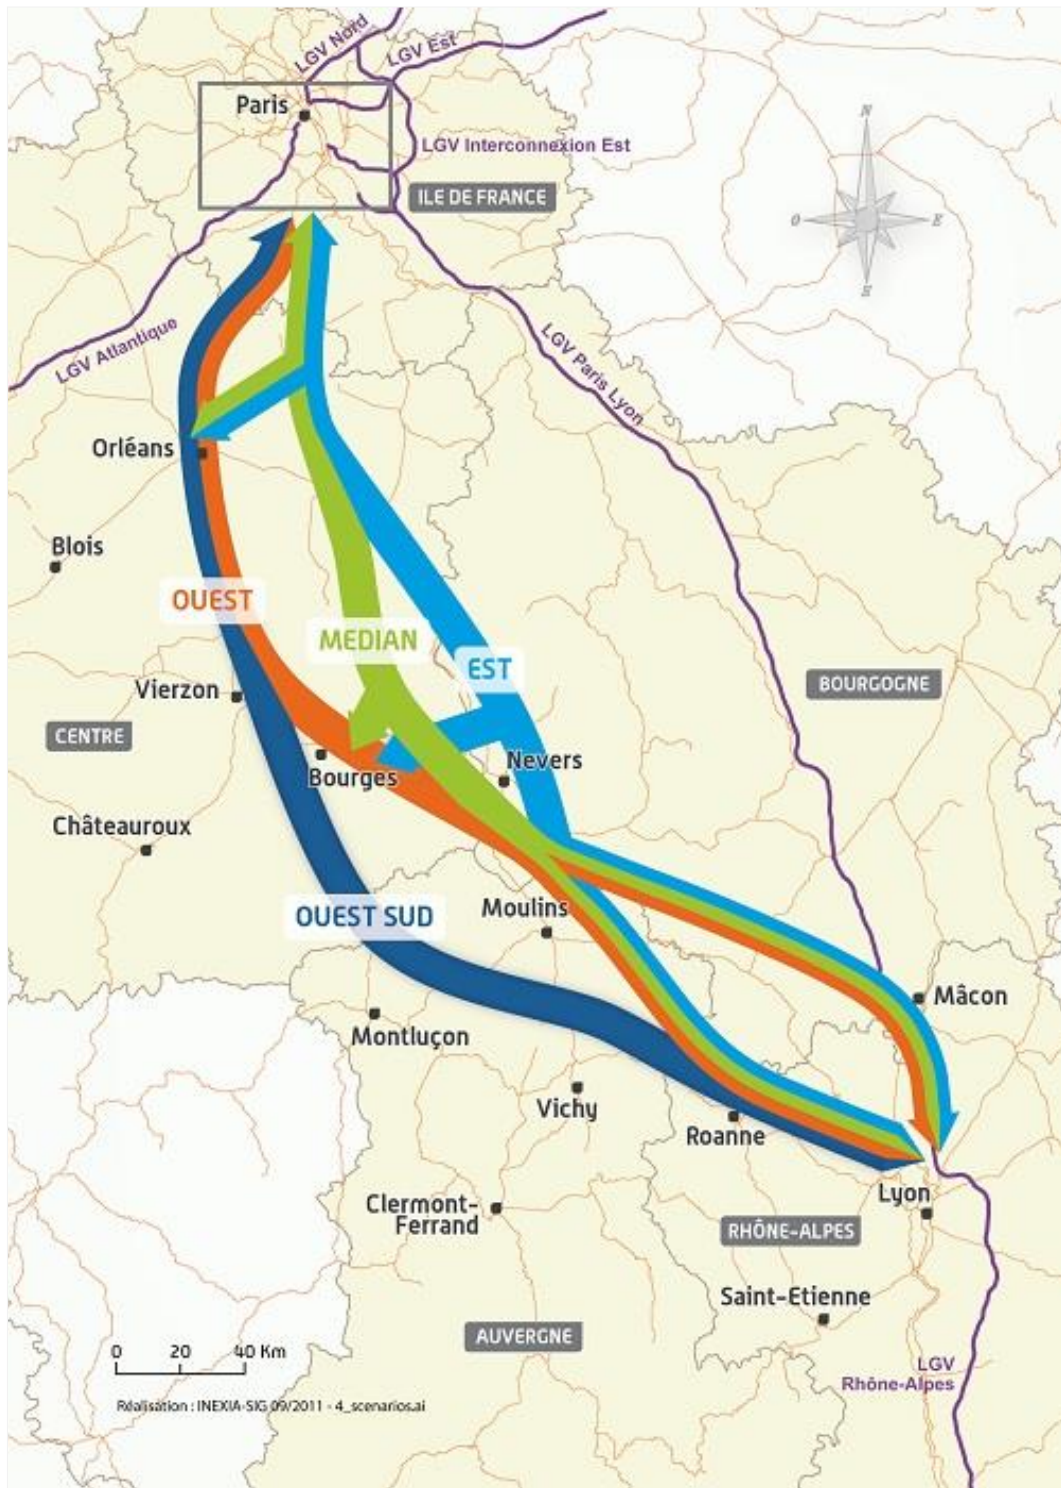 LGV Nord
LGV Est
Paris
LGV Interconnexion Est
ILE DE FRANCE
N
O
E
S
LGV Atlantique
LGV Paris Lyon
Orléans
Blois
OUEST
MEDIAN
EST
Vierzon
BOURGOGNE
CENTRE
Nevers
Bourges
Châteauroux
OUEST SUD
Moulins
Mâcon
Montluçon
Vichy
Roanne
Lyon
Clermont-
Ferrand
RHÔNE-ALPES
Saint-Etienne
AUVERGNE
0 20 40 Km
LGV
Rhône-Alpes
Réalisation : INEXIA-SIG 09/2011 - 4_scenarios.ai